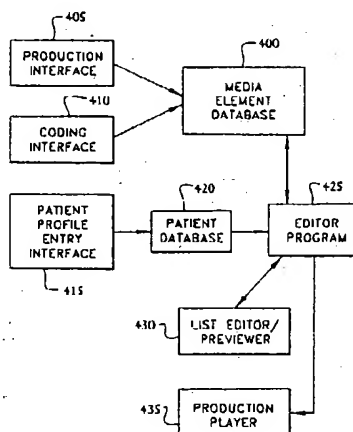 405
PRODUCTION
INTERFACE
400
MEDIA
ELEMENT
DATABASE
410
CODING
INTERFACE
420
PATIENT
DATABASE
425
EDITOR
PROGRAM
PATIENT
PROFILE
ENTRY
INTERFACE
415
430
LIST EDITOR/
PREVIEWER
435
PRODUCTION
PLAYER